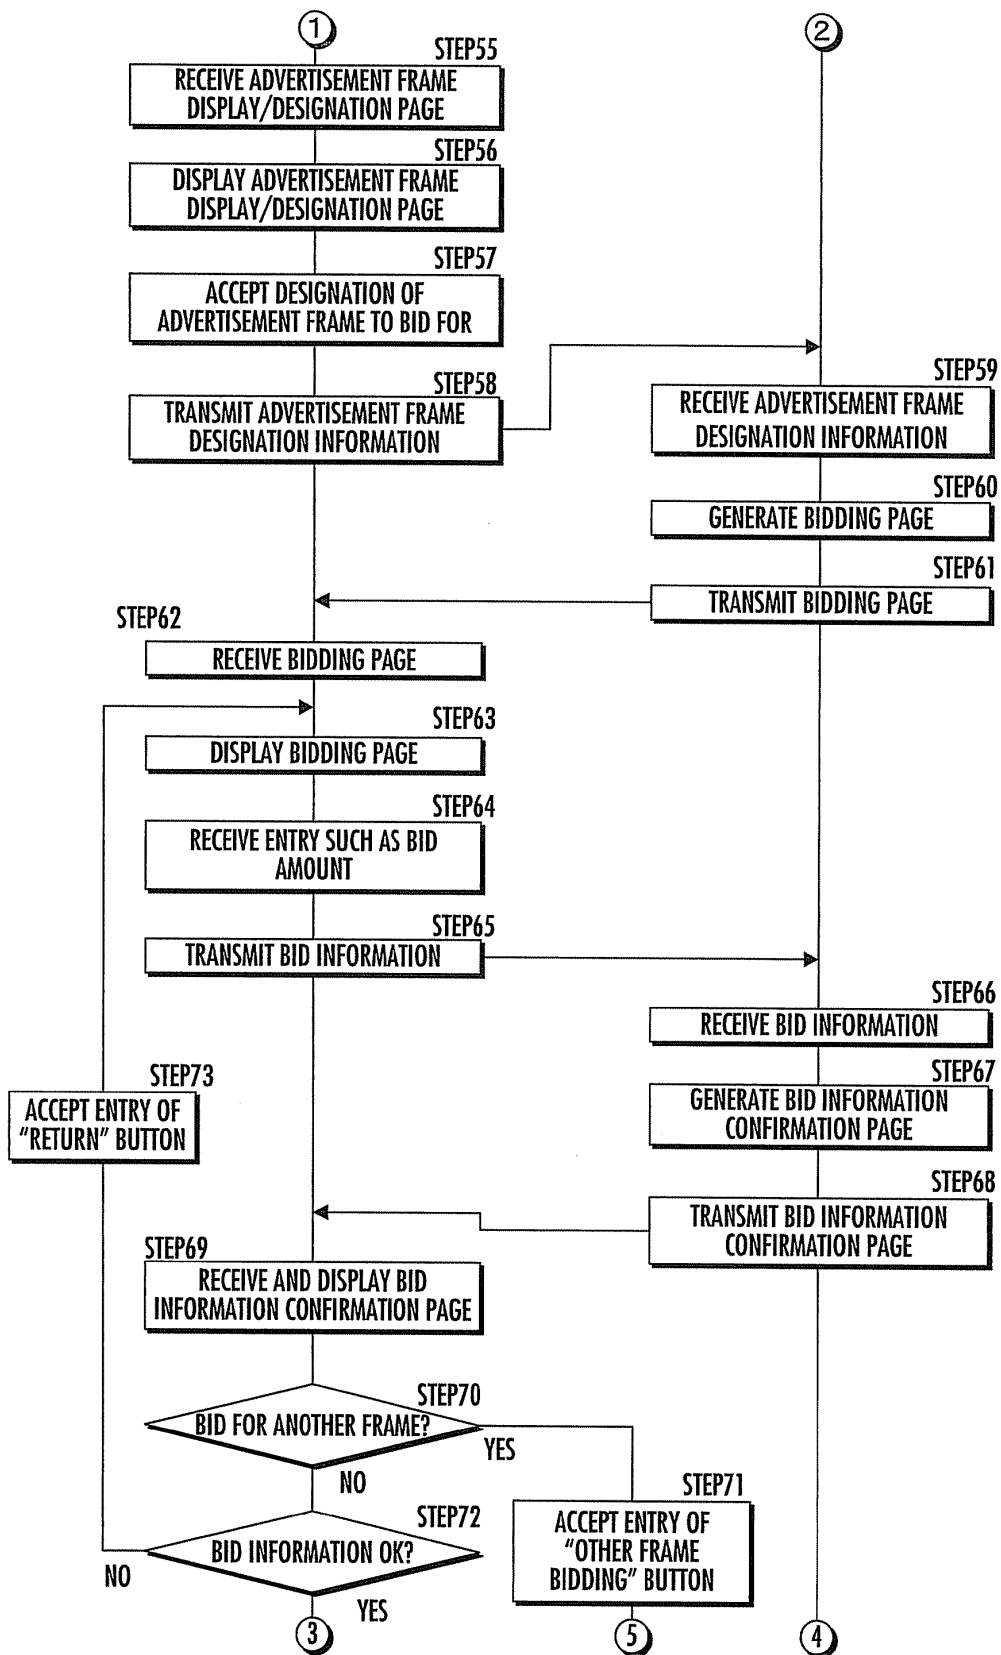 1
2
STEP55
RECEIVE ADVERTISEMENT FRAME
DISPLAY/DESIGNATION PAGE
STEP56
DISPLAY ADVERTISEMENT FRAME
DISPLAY/DESIGNATION PAGE
STEP57
ACCEPT DESIGNATION OF
ADVERTISEMENT FRAME TO BID FOR
STEP58
TRANSMIT ADVERTISEMENT FRAME
DESIGNATION INFORMATION
STEP59
RECEIVE ADVERTISEMENT FRAME
DESIGNATION INFORMATION
STEP60
GENERATE BIDDING PAGE
STEP61
TRANSMIT BIDDING PAGE
STEP62
RECEIVE BIDDING PAGE
STEP63
DISPLAY BIDDING PAGE
STEP64
RECEIVE ENTRY SUCH AS BID
AMOUNT
STEP65
TRANSMIT BID INFORMATION
STEP66
RECEIVE BID INFORMATION
STEP67
GENERATE BID INFORMATION
CONFIRMATION PAGE
STEP73
ACCEPT ENTRY OF
"RETURN" BUTTON
STEP68
TRANSMIT BID INFORMATION
CONFIRMATION PAGE
STEP69
RECEIVE AND DISPLAY BID
INFORMATION CONFIRMATION PAGE
STEP70
BID FOR ANOTHER FRAME?
YES
NO
STEP71
ACCEPT ENTRY OF
"OTHER FRAME
BIDDING" BUTTON
STEP72
BID INFORMATION OK?
NO
YES
3
5
4